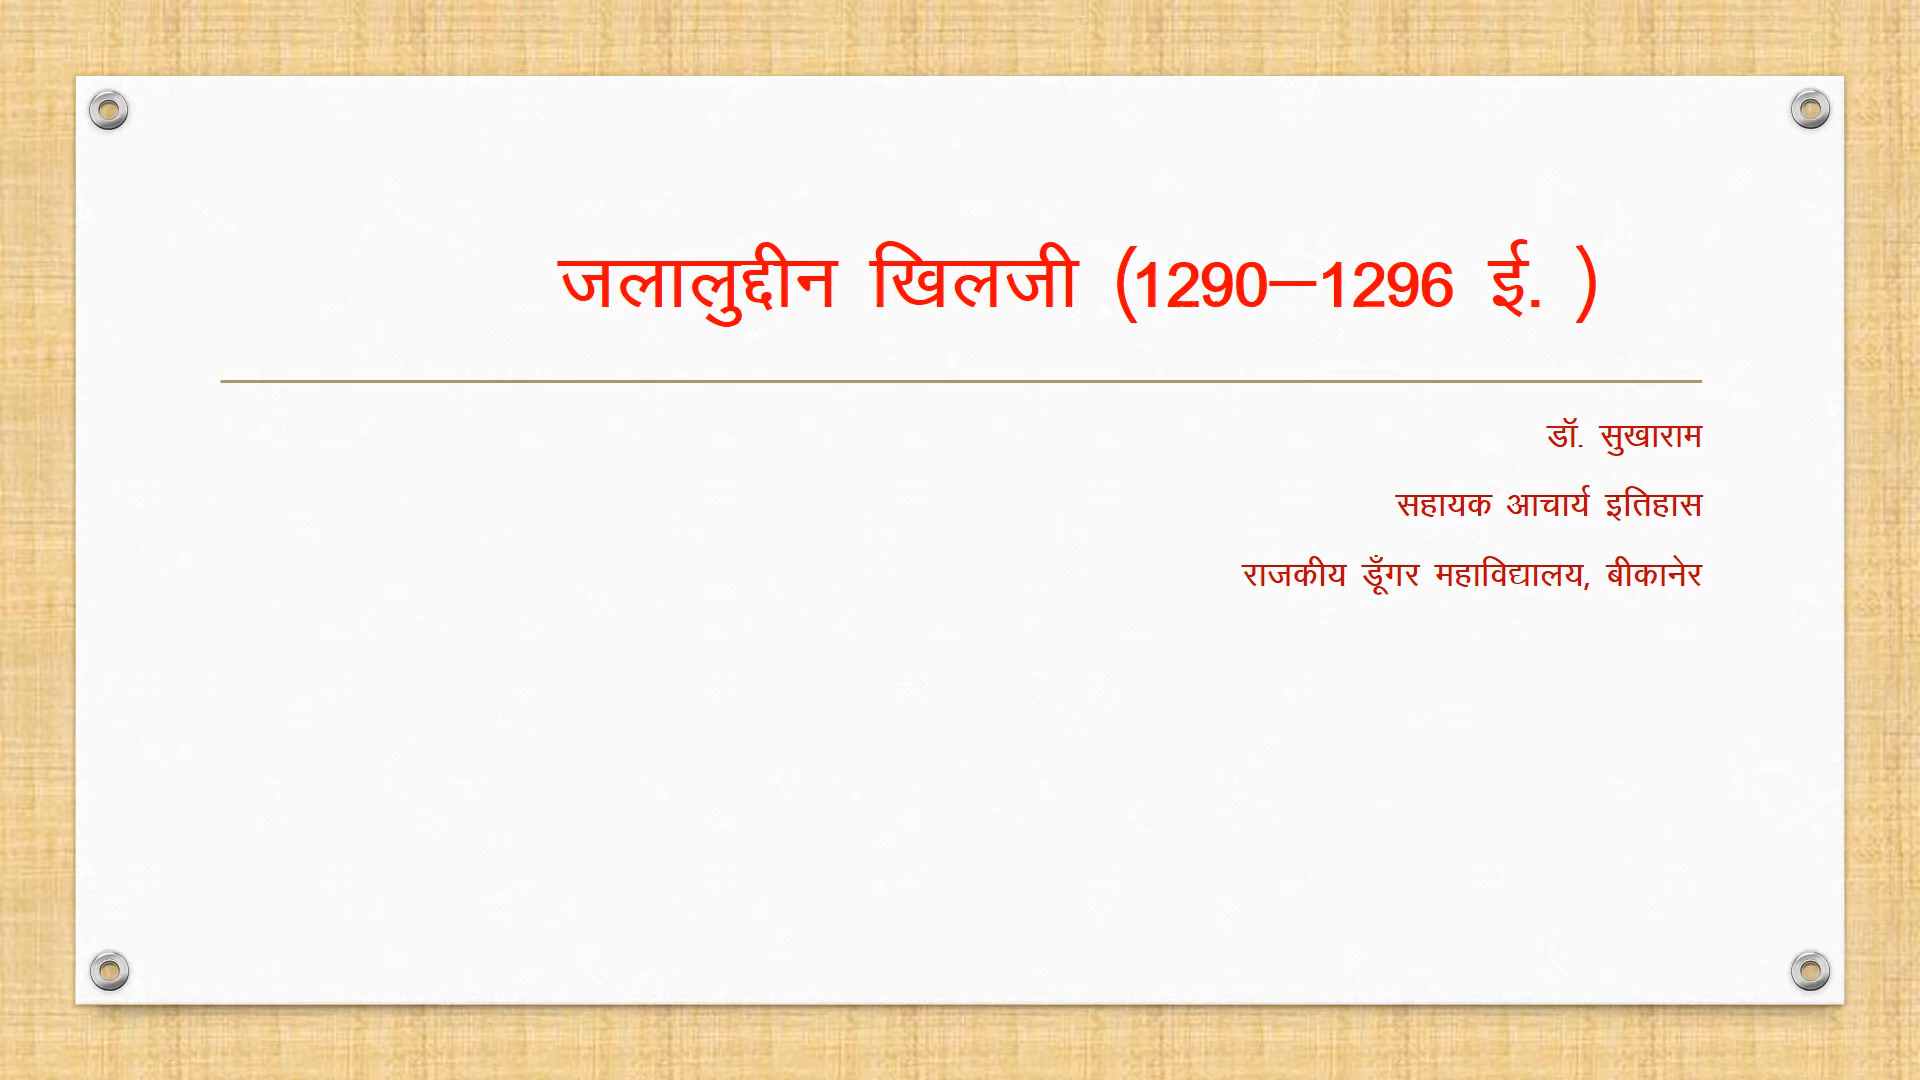 जलालुद्दीन खिलजी (1290–1296 ई. )
डॉ. सुखाराम
सहायक आचार्य इतिहास
राजकीय डूँगर महाविद्यालय, बीकानेर